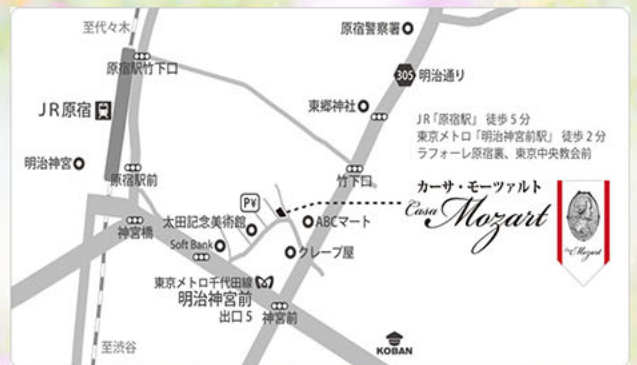 至代々木
原宿警察署
原宿駅竹下口
305 明治通り
JR原宿
東郷神社
JR「原宿駅」 徒歩5分
東京メトロ「明治神宮前駅」 徒歩2分
ラフォーレ原宿裏、東京中央教会前
明治神宮
原宿駅前
竹下口
カーサ・モーツァルト
Casa Mozart
P¥
太田記念美術館
ABCマート
神宮橋
Soft Bank
クレープ屋
東京メトロ千代田線
明治神宮前
出口5
神宮前
至渋谷
KOBAN